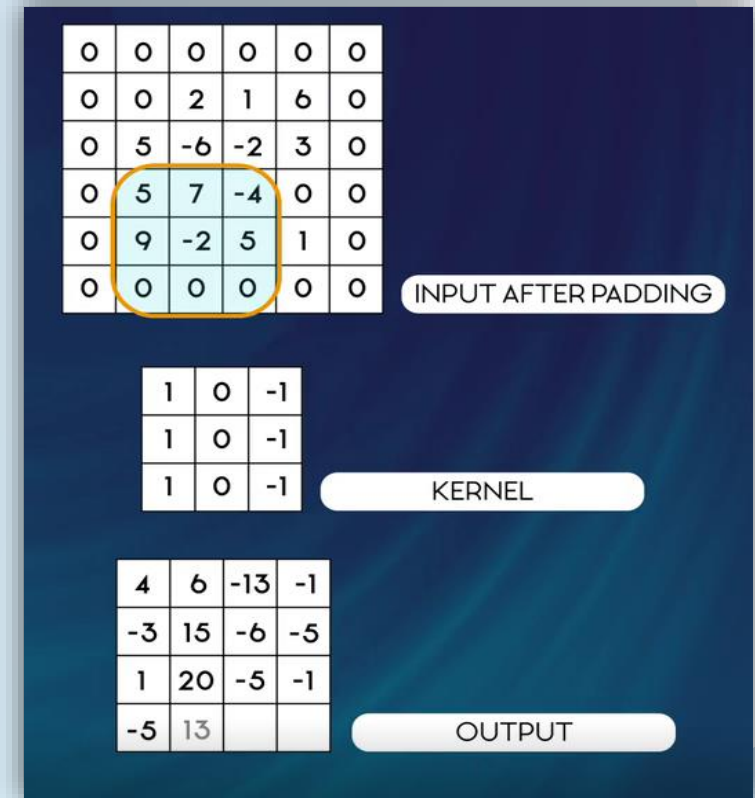 0 0 0 0 0 0
0 0 2 1 6 0
0 5 -6 -2 3 0
0 5 7 -4 0 0
0 9 -2 5 1 0
0 0 0 0 0 0
INPUT AFTER PADDING
1 0 -1
1 0 -1
1 0 -1
KERNEL
4 6 -13 -1
-3 15 -6 -5
1 20 -5 -1
-5 13
OUTPUT